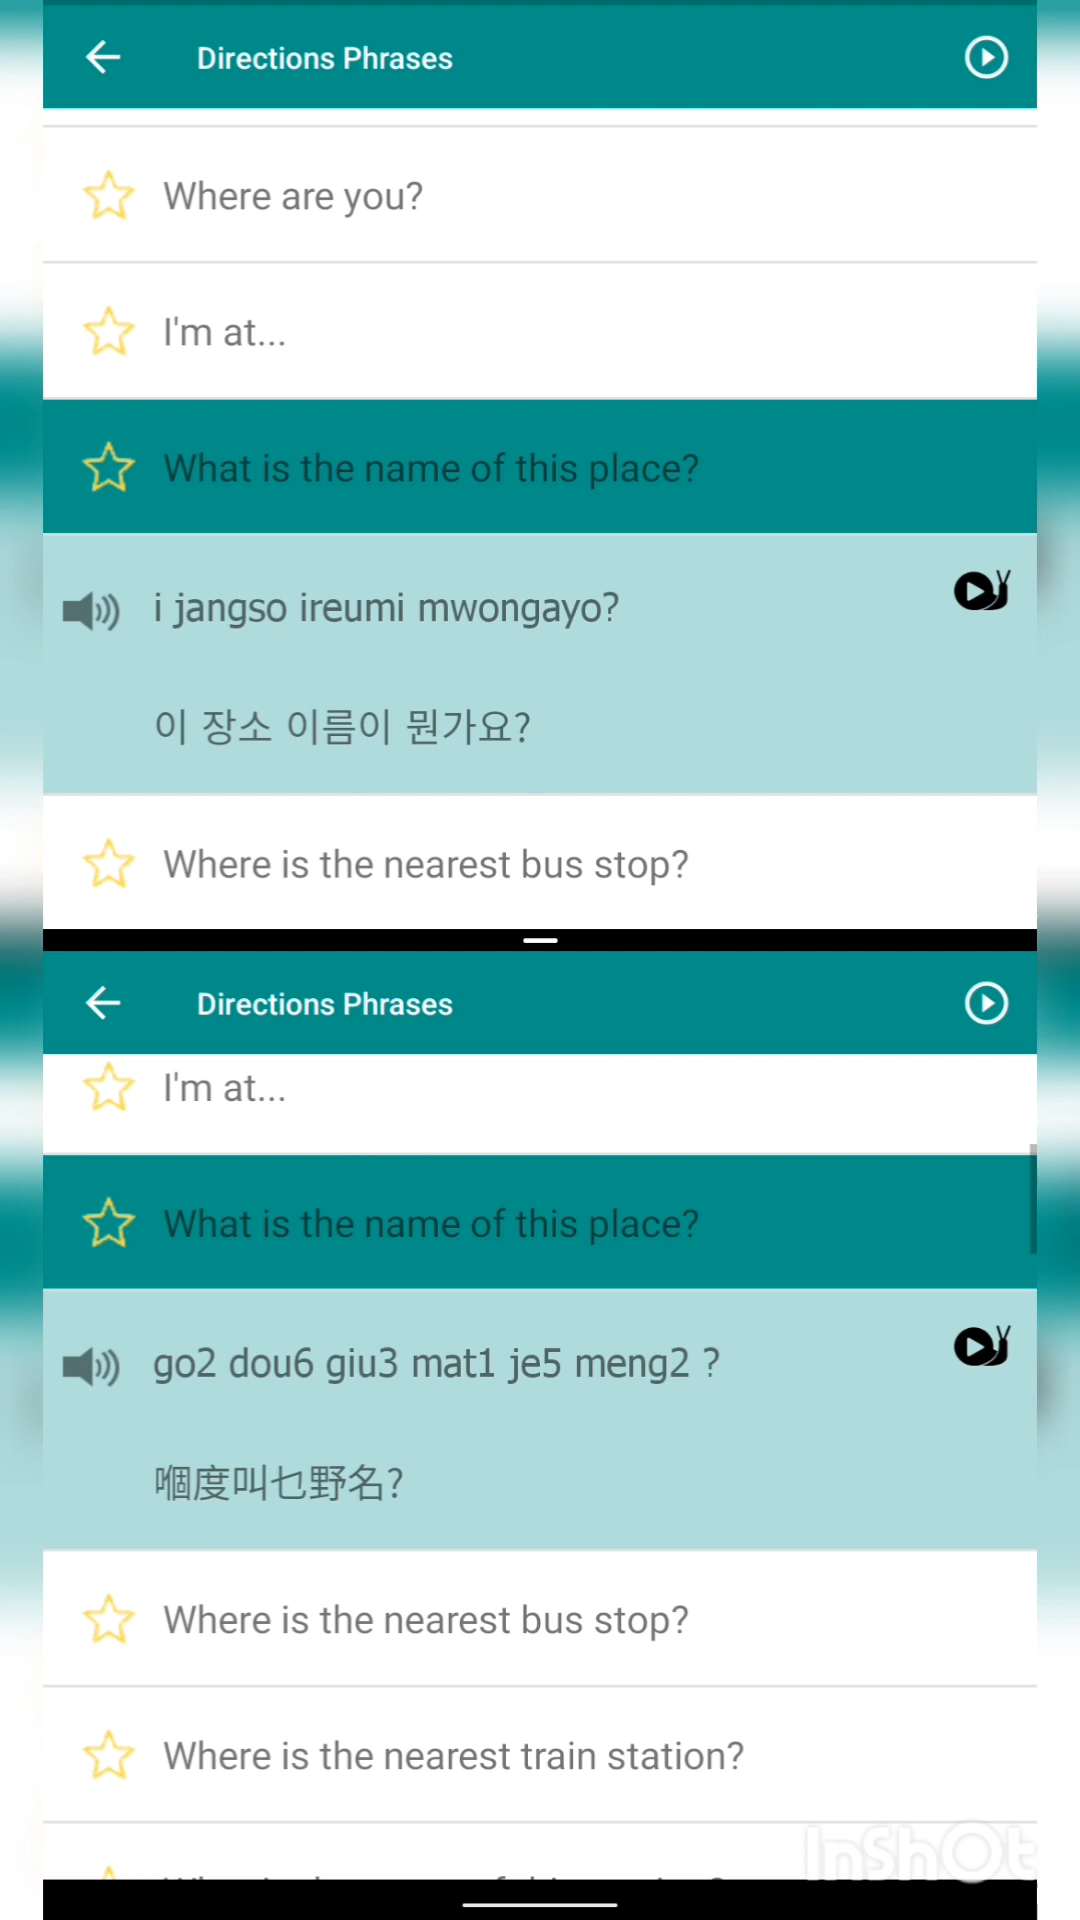 Directions Phrases
Where are you?
I'm at...
What is the name of this place?
i jangso ireumi mwongayo?
이 장소 이름이 뭔가요?
Where is the nearest bus stop?
Directions Phrases
I'm at...
What is the name of this place?
go2 dou6 giu3 mat1 je5 meng2 ?
嗰度叫乜野名?
Where is the nearest bus stop?
Where is the nearest train station?
InShOt